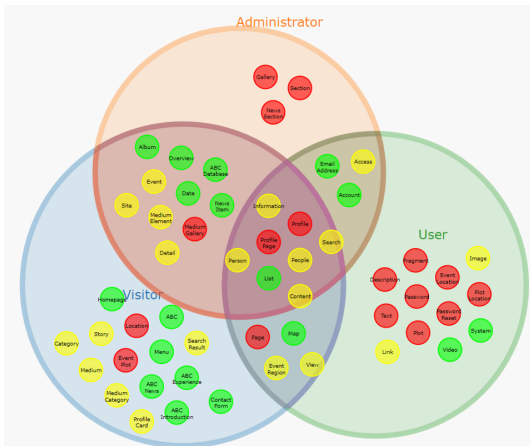 Administrator
Gallery
Section
News
Section
Album
Overview
ABC
Database
Event
Data
News
Item
Site
Medium
Element
Medium
Gallery
Detail
Email
Address
Access
Account
Information
Profile
Profile
Page
Search
Person
People
List
Content
User
Fragment
Image
Description
Event
Location
Plot
Location
Password
Text
Plot
Password
Reset
System
Link
Video
Visitor
Homepage
Location
ABC
Category
Story
Event
Plot
Menu
Search
Result
Medium
ABC
News
ABC
Experience
Medium
Category
Profile
Card
ABC
Introduction
Contact
Form
Page
Map
Event
Region
View